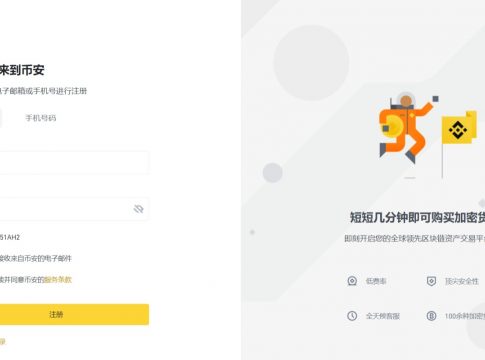 来到币安
电子邮箱或手机号进行注册
手机号码
51AH2
接收来自币安的电子邮件
并同意币安的服务条款
注册
录
短短几分钟即可购买加密货
即刻开启您的全球领先区块链资产交易平
低费率
顶尖安全性
全天候客服
100余种加密